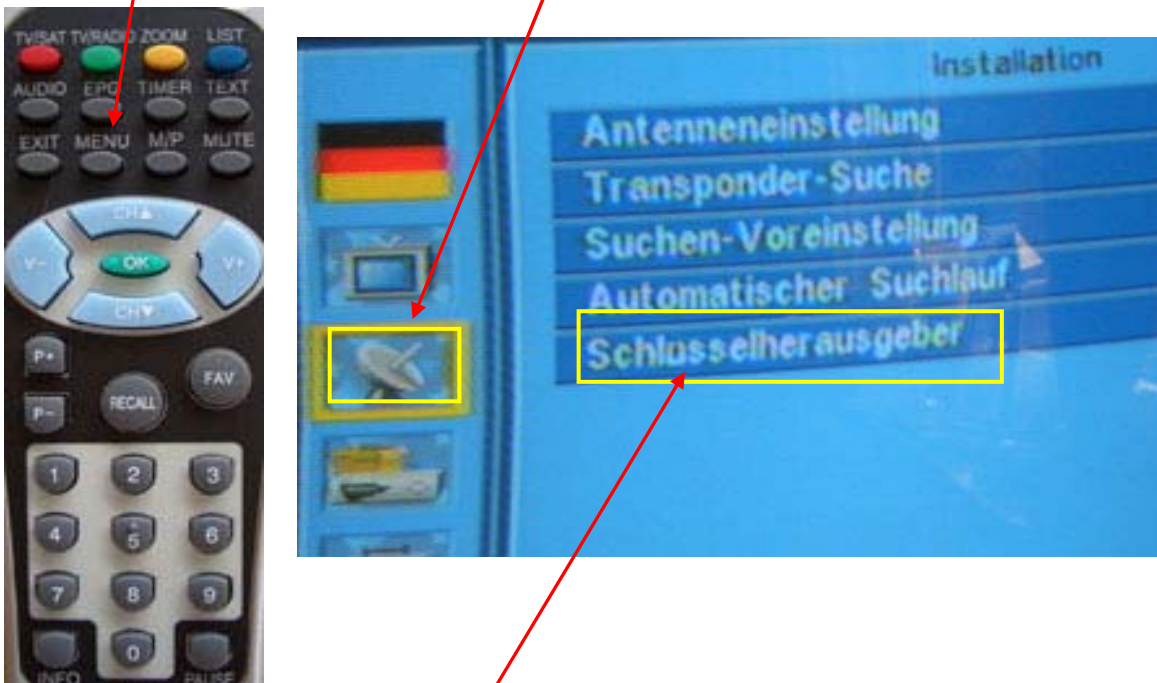 TV/SAT TV/RADIO ZOOM LIST
AUDIO EPG TIMER TEXT
EXIT MENU M/P MUTE
CH▲
V- OK V+
CH▼
P+
FAV
RECALL
P-
1 2 3
4 5 6
7 8 9
0
INFO PAUSE
Installation
Antenneneinstellung
Transponder-Suche
Suchen-Voreinstellung
Automatischer Suchlauf
Schlusselherausgeber